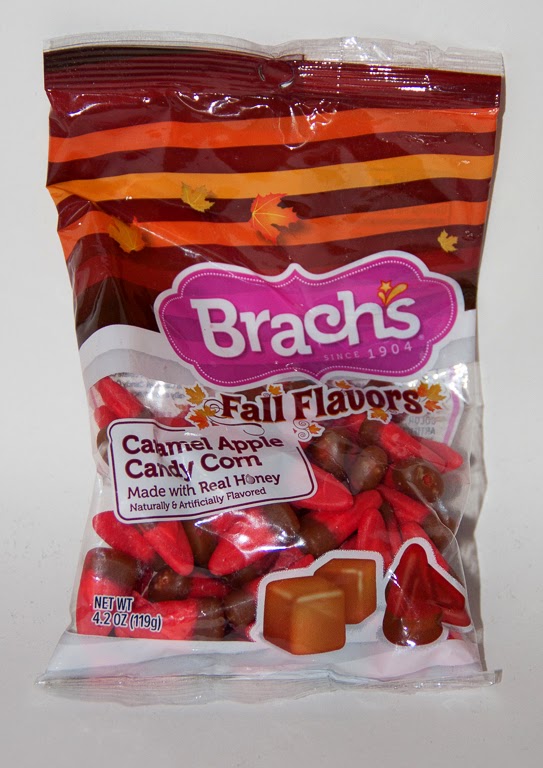 Brach's
SINCE 1904
Fall Flavors
Caramel Apple
Candy Corn
Made with Real Honey
Naturally & Artificially Flavored
NET WT
4.2 OZ (119g)